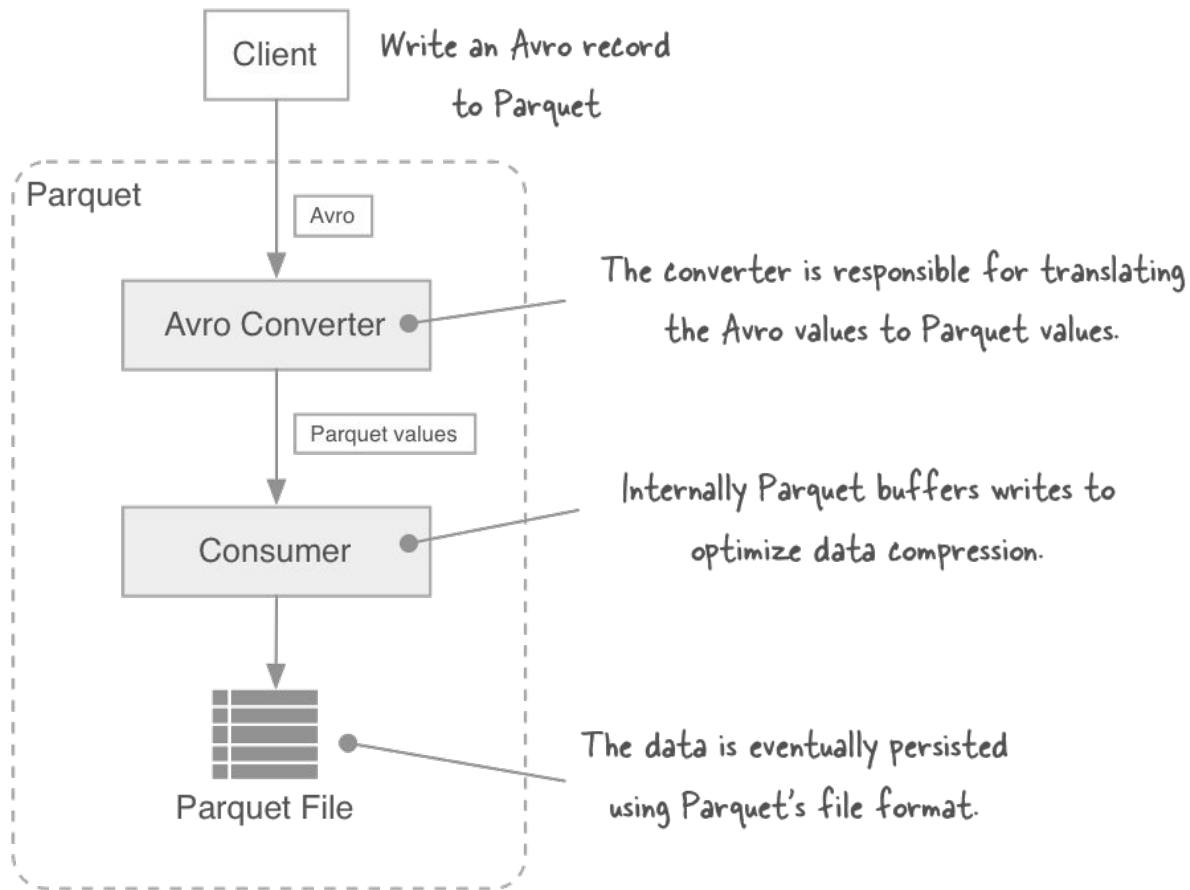 Client
Write an Avro record
to Parquet
Parquet
Avro
Avro Converter
The converter is responsible for translating
the Avro values to Parquet values.
Parquet values
Consumer
Internally Parquet buffers writes to
optimize data compression.
Parquet File
The data is eventually persisted
using Parquet's file format.